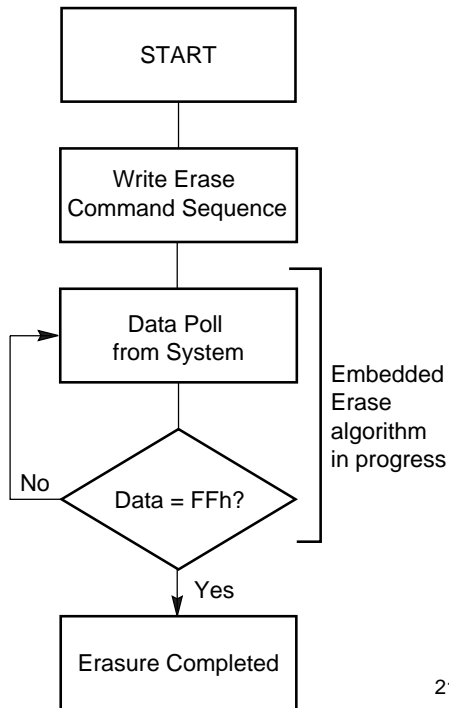 START
Write Erase
Command Sequence
Data Poll
from System
Embedded
Erase
algorithm
in progress
No
Data = FFh?
Yes
Erasure Completed